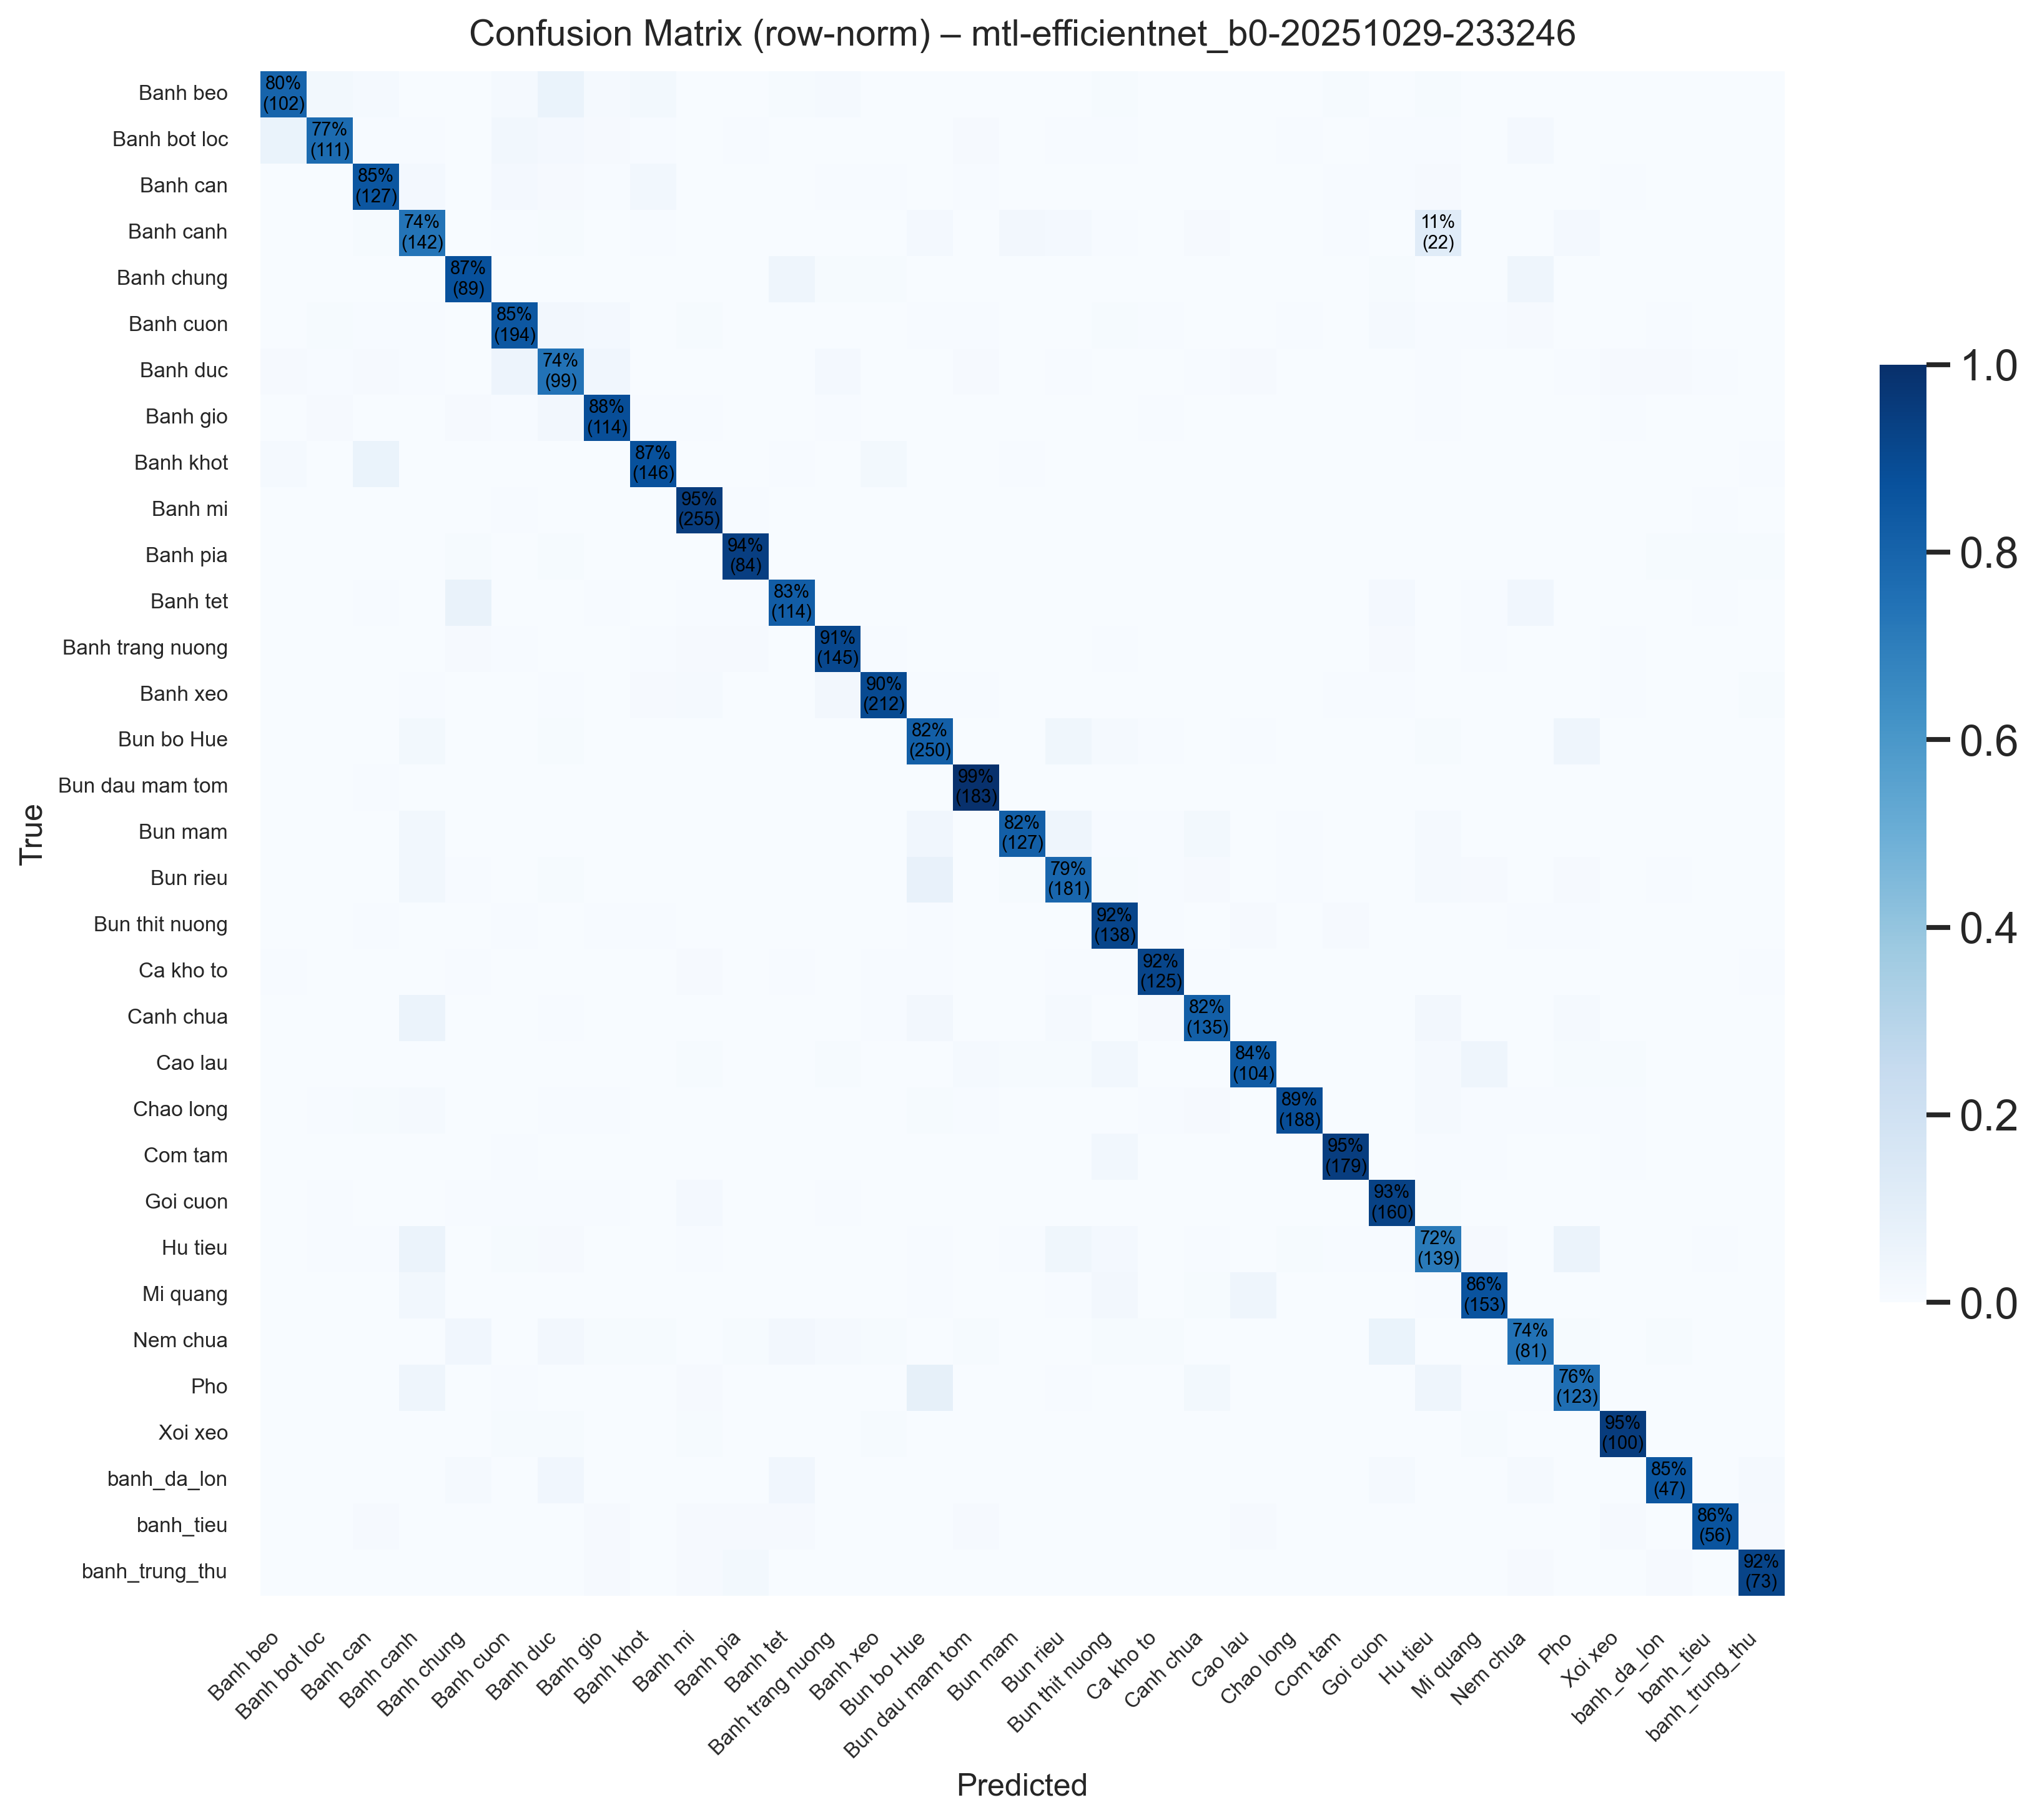 Confusion Matrix (row-norm) – mtl-efficientnet_b0-20251029-233246
True
Banh beo
80%
(102)
Banh bot loc
77%
(111)
Banh can
85%
(127)
Banh canh
74%
(142)
11%
(22)
Banh chung
87%
(89)
Banh cuon
85%
(194)
Banh duc
74%
(99)
Banh gio
88%
(114)
Banh khot
87%
(146)
Banh mi
95%
(255)
Banh pia
94%
(84)
Banh tet
83%
(114)
Banh trang nuong
91%
(145)
Banh xeo
90%
(212)
Bun bo Hue
82%
(250)
Bun dau mam tom
99%
(183)
Bun mam
82%
(127)
Bun rieu
79%
(181)
Bun thit nuong
92%
(138)
Ca kho to
92%
(125)
Canh chua
82%
(135)
Cao lau
84%
(104)
Chao long
89%
(188)
Com tam
95%
(179)
Goi cuon
93%
(160)
Hu tieu
72%
(139)
Mi quang
86%
(153)
Nem chua
74%
(81)
Pho
76%
(123)
Xoi xeo
95%
(100)
banh_da_lon
85%
(47)
banh_tieu
86%
(56)
banh_trung_thu
92%
(73)
1.0
0.8
0.6
0.4
0.2
0.0
Banh beo
Banh bot loc
Banh can
Banh canh
Banh chung
Banh cuon
Banh duc
Banh gio
Banh khot
Banh mi
Banh pia
Banh tet
Banh trang nuong
Banh xeo
Bun bo Hue
Bun dau mam tom
Bun mam
Bun rieu
Bun thit nuong
Ca kho to
Canh chua
Cao lau
Chao long
Com tam
Goi cuon
Hu tieu
Mi quang
Nem chua
Pho
Xoi xeo
banh_da_lon
banh_tieu
banh_trung_thu
Predicted